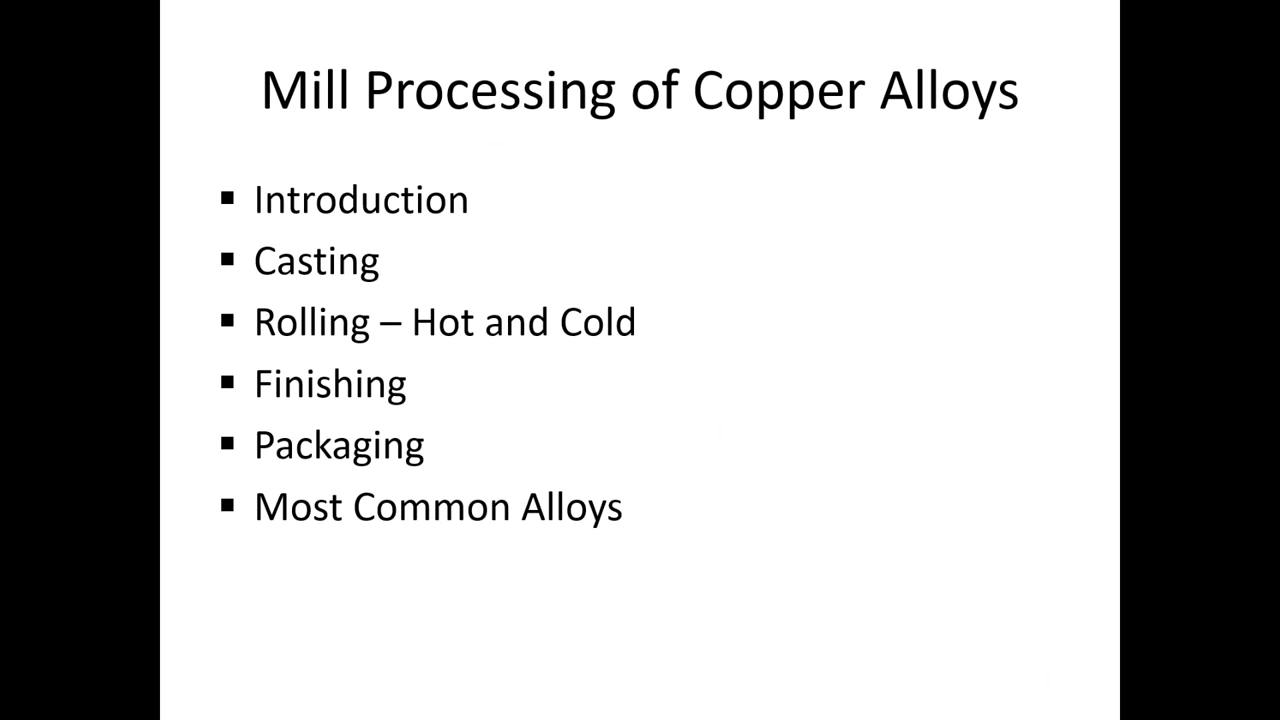 Mill Processing of Copper Alloys
▪ Introduction
▪ Casting
▪ Rolling – Hot and Cold
▪ Finishing
▪ Packaging
▪ Most Common Alloys